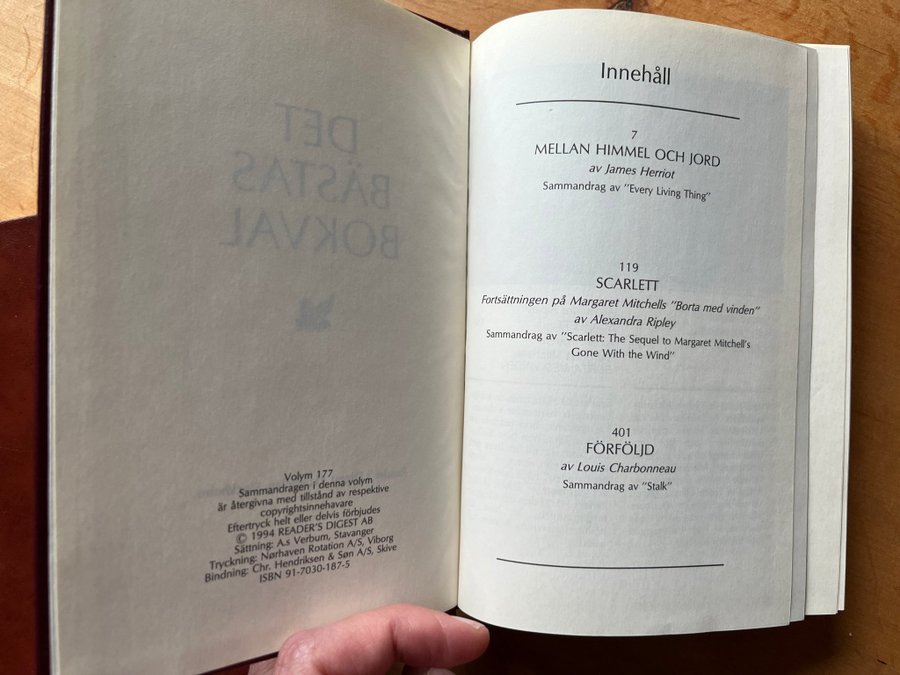 DET
BÄSTAS
BOKVAL
Volym 177
Sammandragen i denna volym
är återgivna med tillstånd av respektive
copyrightsinnehavare
Eftertryck helt eller delvis förbjudes
© 1994 READER'S DIGEST AB
Sättning: A.s Verbum, Stavanger
Tryckning: Nørhaven Rotation A/S, Viborg
Bindning: Chr. Hendriksen & Søn A/S, Skive
ISBN 91-7030-187-5
Innehåll
7
MELLAN HIMMEL OCH JORD
av James Herriot
Sammandrag av "Every Living Thing"
119
SCARLETT
Fortsättningen på Margaret Mitchells "Borta med vinden"
av Alexandra Ripley
Sammandrag av "Scarlett: The Sequel to Margaret Mitchell's
Gone With the Wind"
401
FÖRFÖLJD
av Louis Charbonneau
Sammandrag av "Stalk"